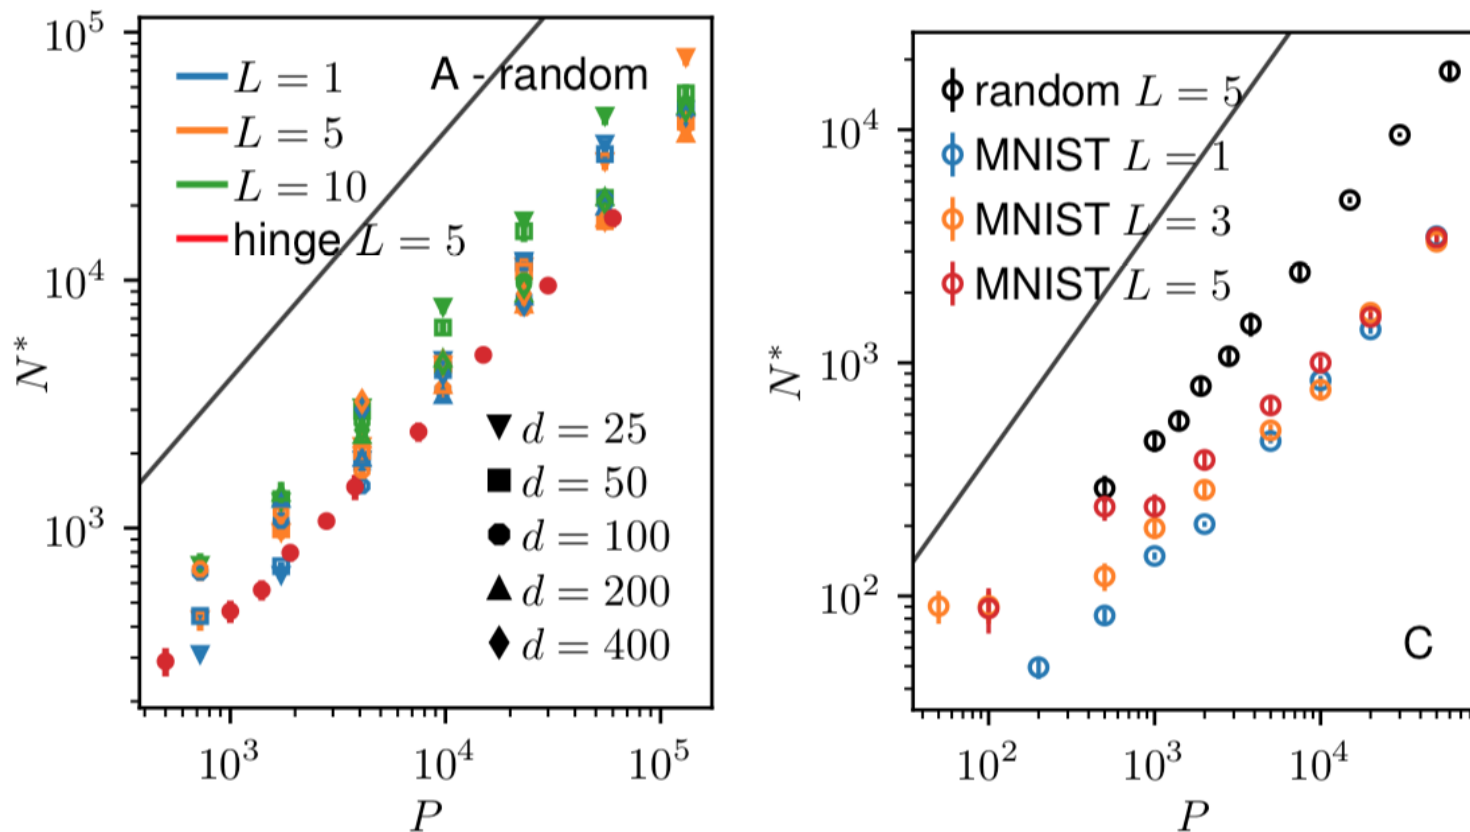 10^5
10^4
10^3
N^*
L = 1
L = 5
L = 10
hinge L = 5
A - random
d = 25
d = 50
d = 100
d = 200
d = 400
10^3 10^4 10^5
P
10^4
10^3
10^2
N^*
random L = 5
MNIST L = 1
MNIST L = 3
MNIST L = 5
C
10^2 10^3 10^4
P